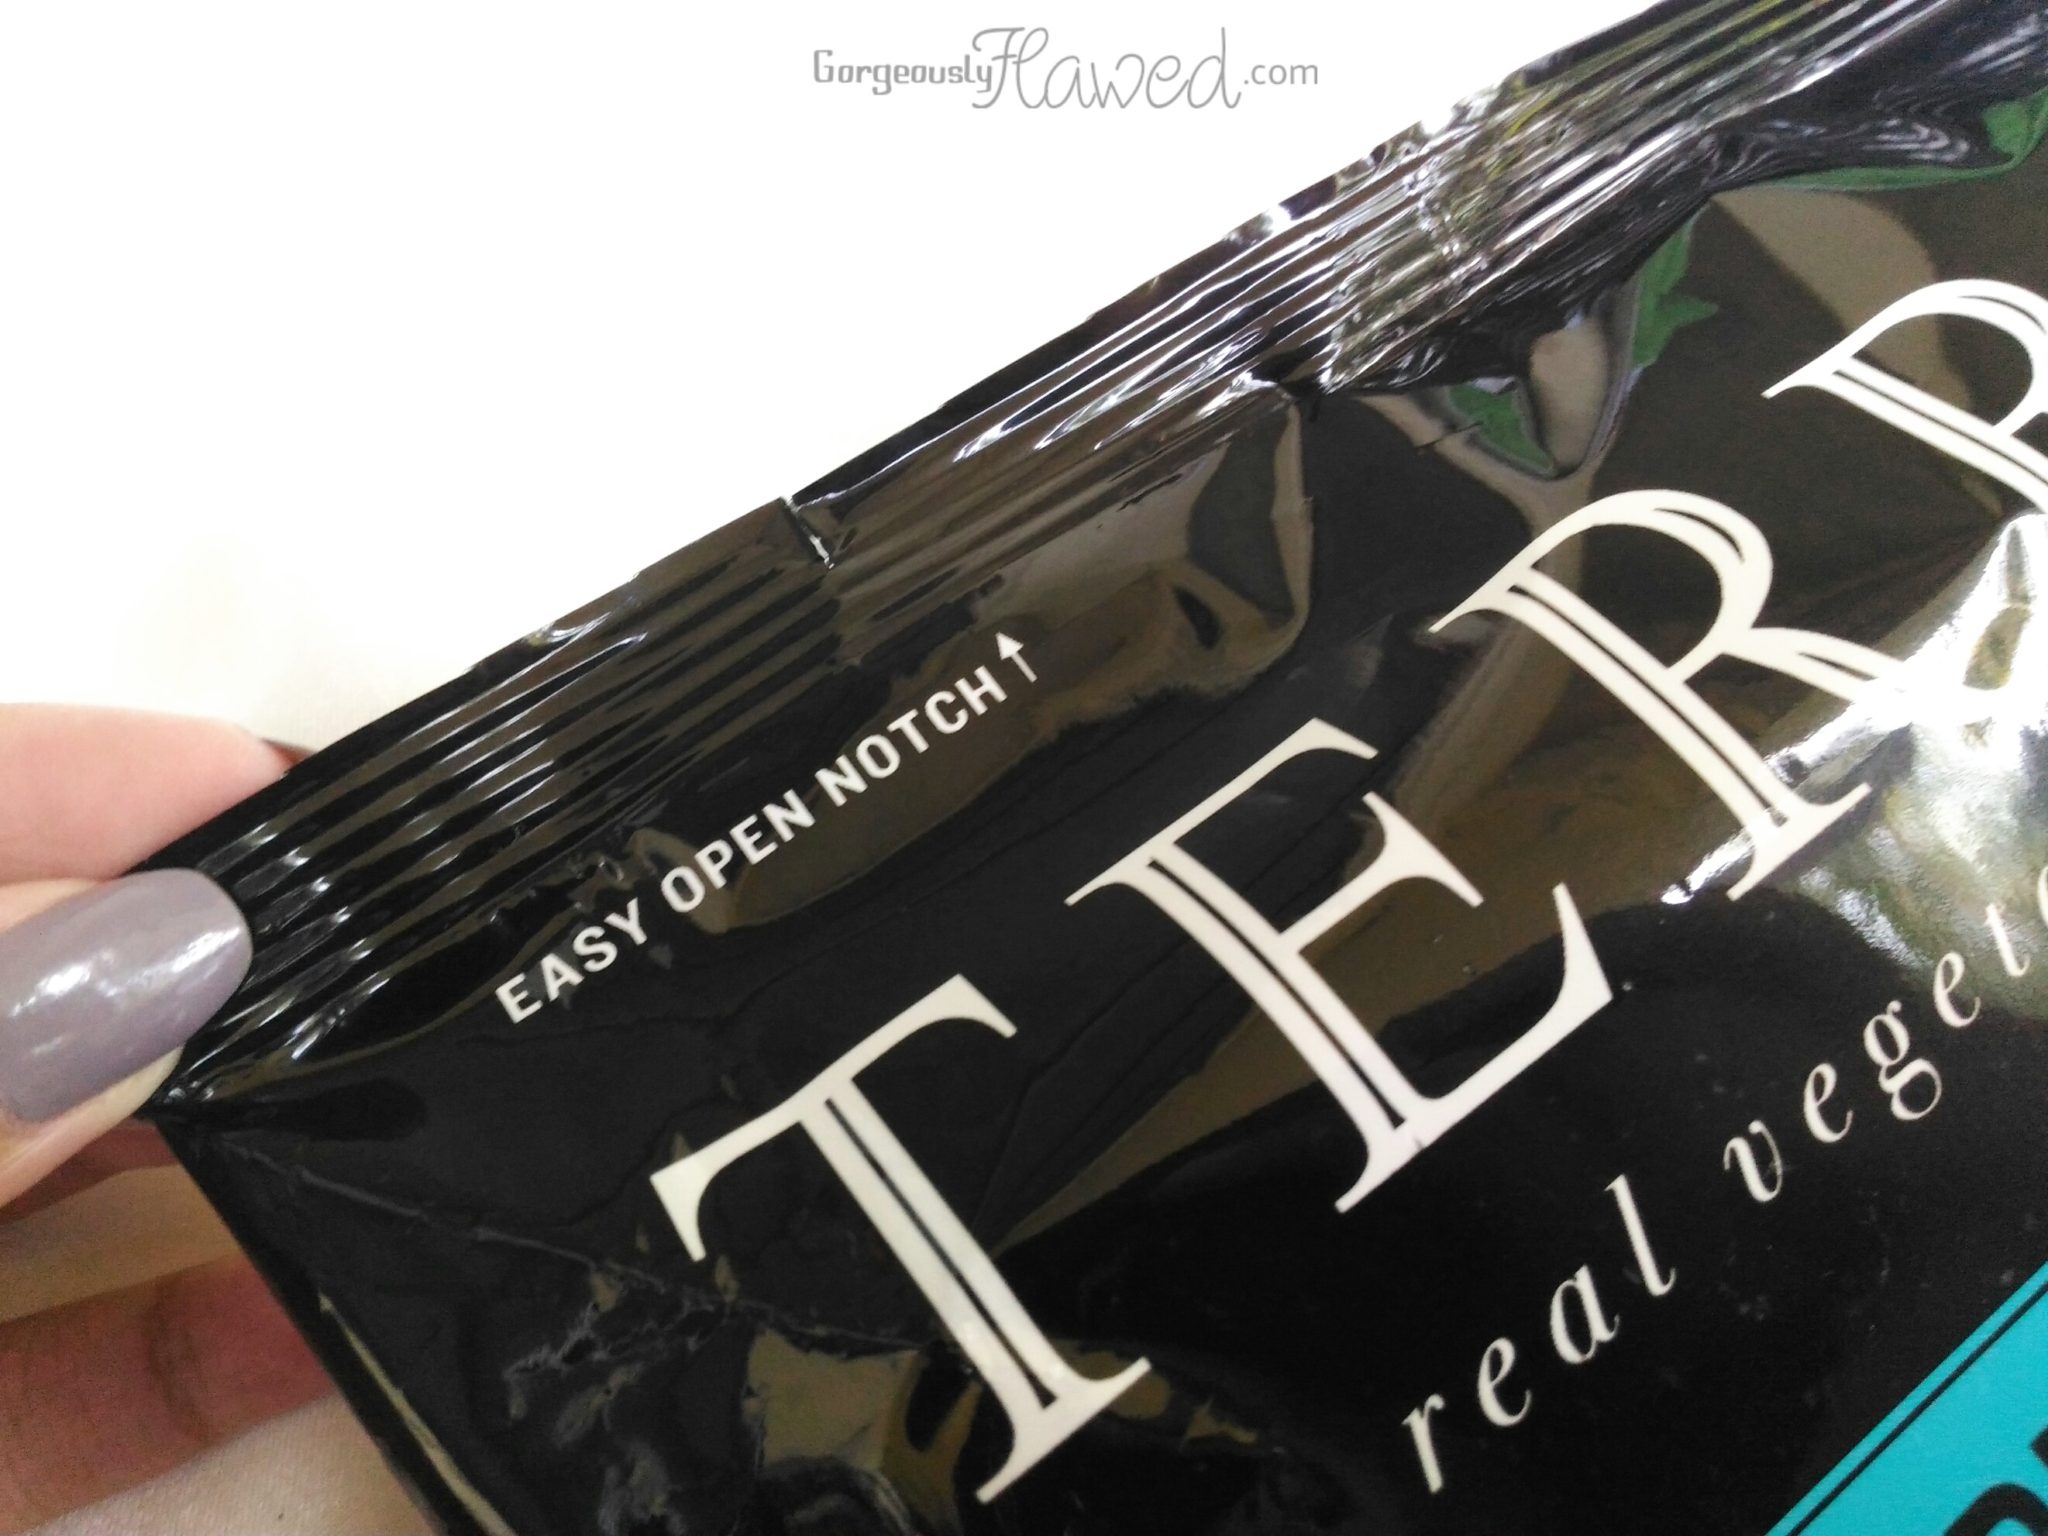 GorgeouslyFlawed.com
EASY OPEN NOTCH ↑
TERR
real veget